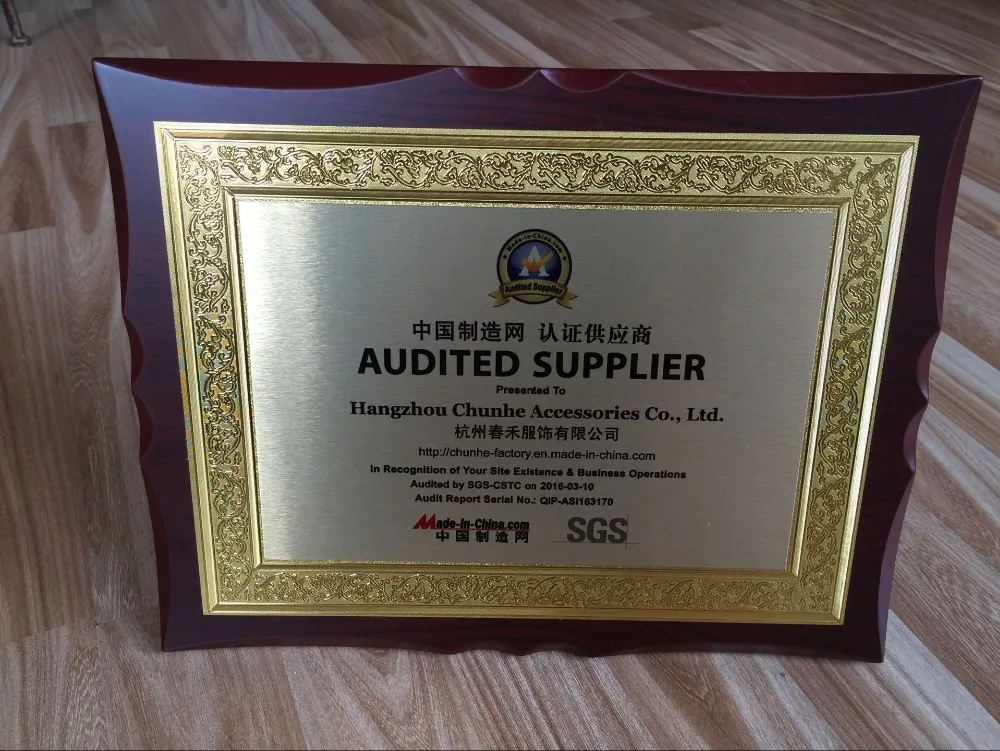 Made-in-China.com
Audited Supplier
中国制造网 认证供应商
AUDITED SUPPLIER
Presented To
Hangzhou Chunhe Accessories Co., Ltd.
杭州春禾服饰有限公司
http://chunhe-factory.en.made-in-china.com
In Recognition of Your Site Existence & Business Operations
Audited by SGS-CSTC on 2016-03-10
Audit Report Serial No.: QIP-ASI163170
Made-in-China.com
中国制造网
SGS